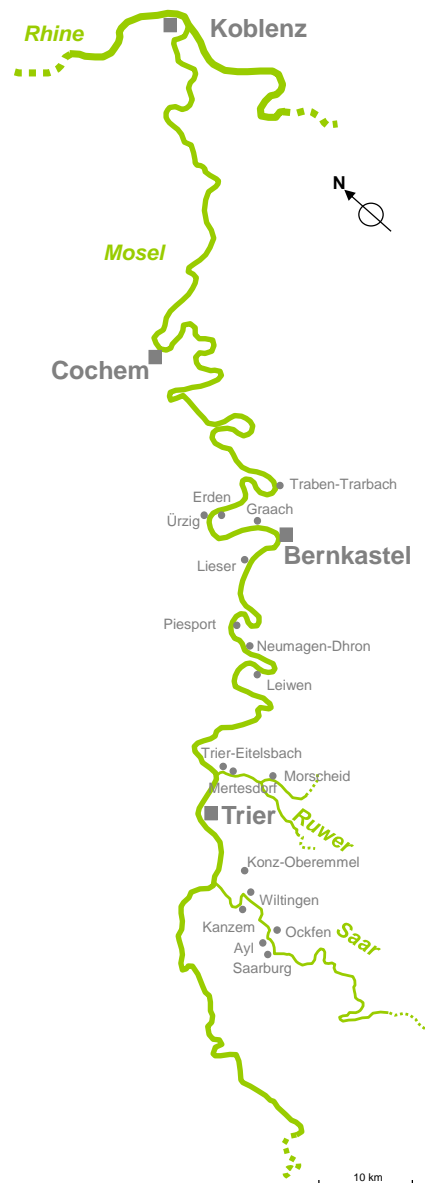 Koblenz
Rhine
N
Mosel
Cochem
Traben-Trarbach
Erden
Graach
Ürzig
Bernkastel
Lieser
Piesport
Neumagen-Dhron
Leiwen
Trier-Eitelsbach
Morscheid
Mertesdorf
Trier
Ruwer
Konz-Oberemmel
Wiltingen
Kanzem
Ockfen
Saar
Ayl
Saarburg
10 km